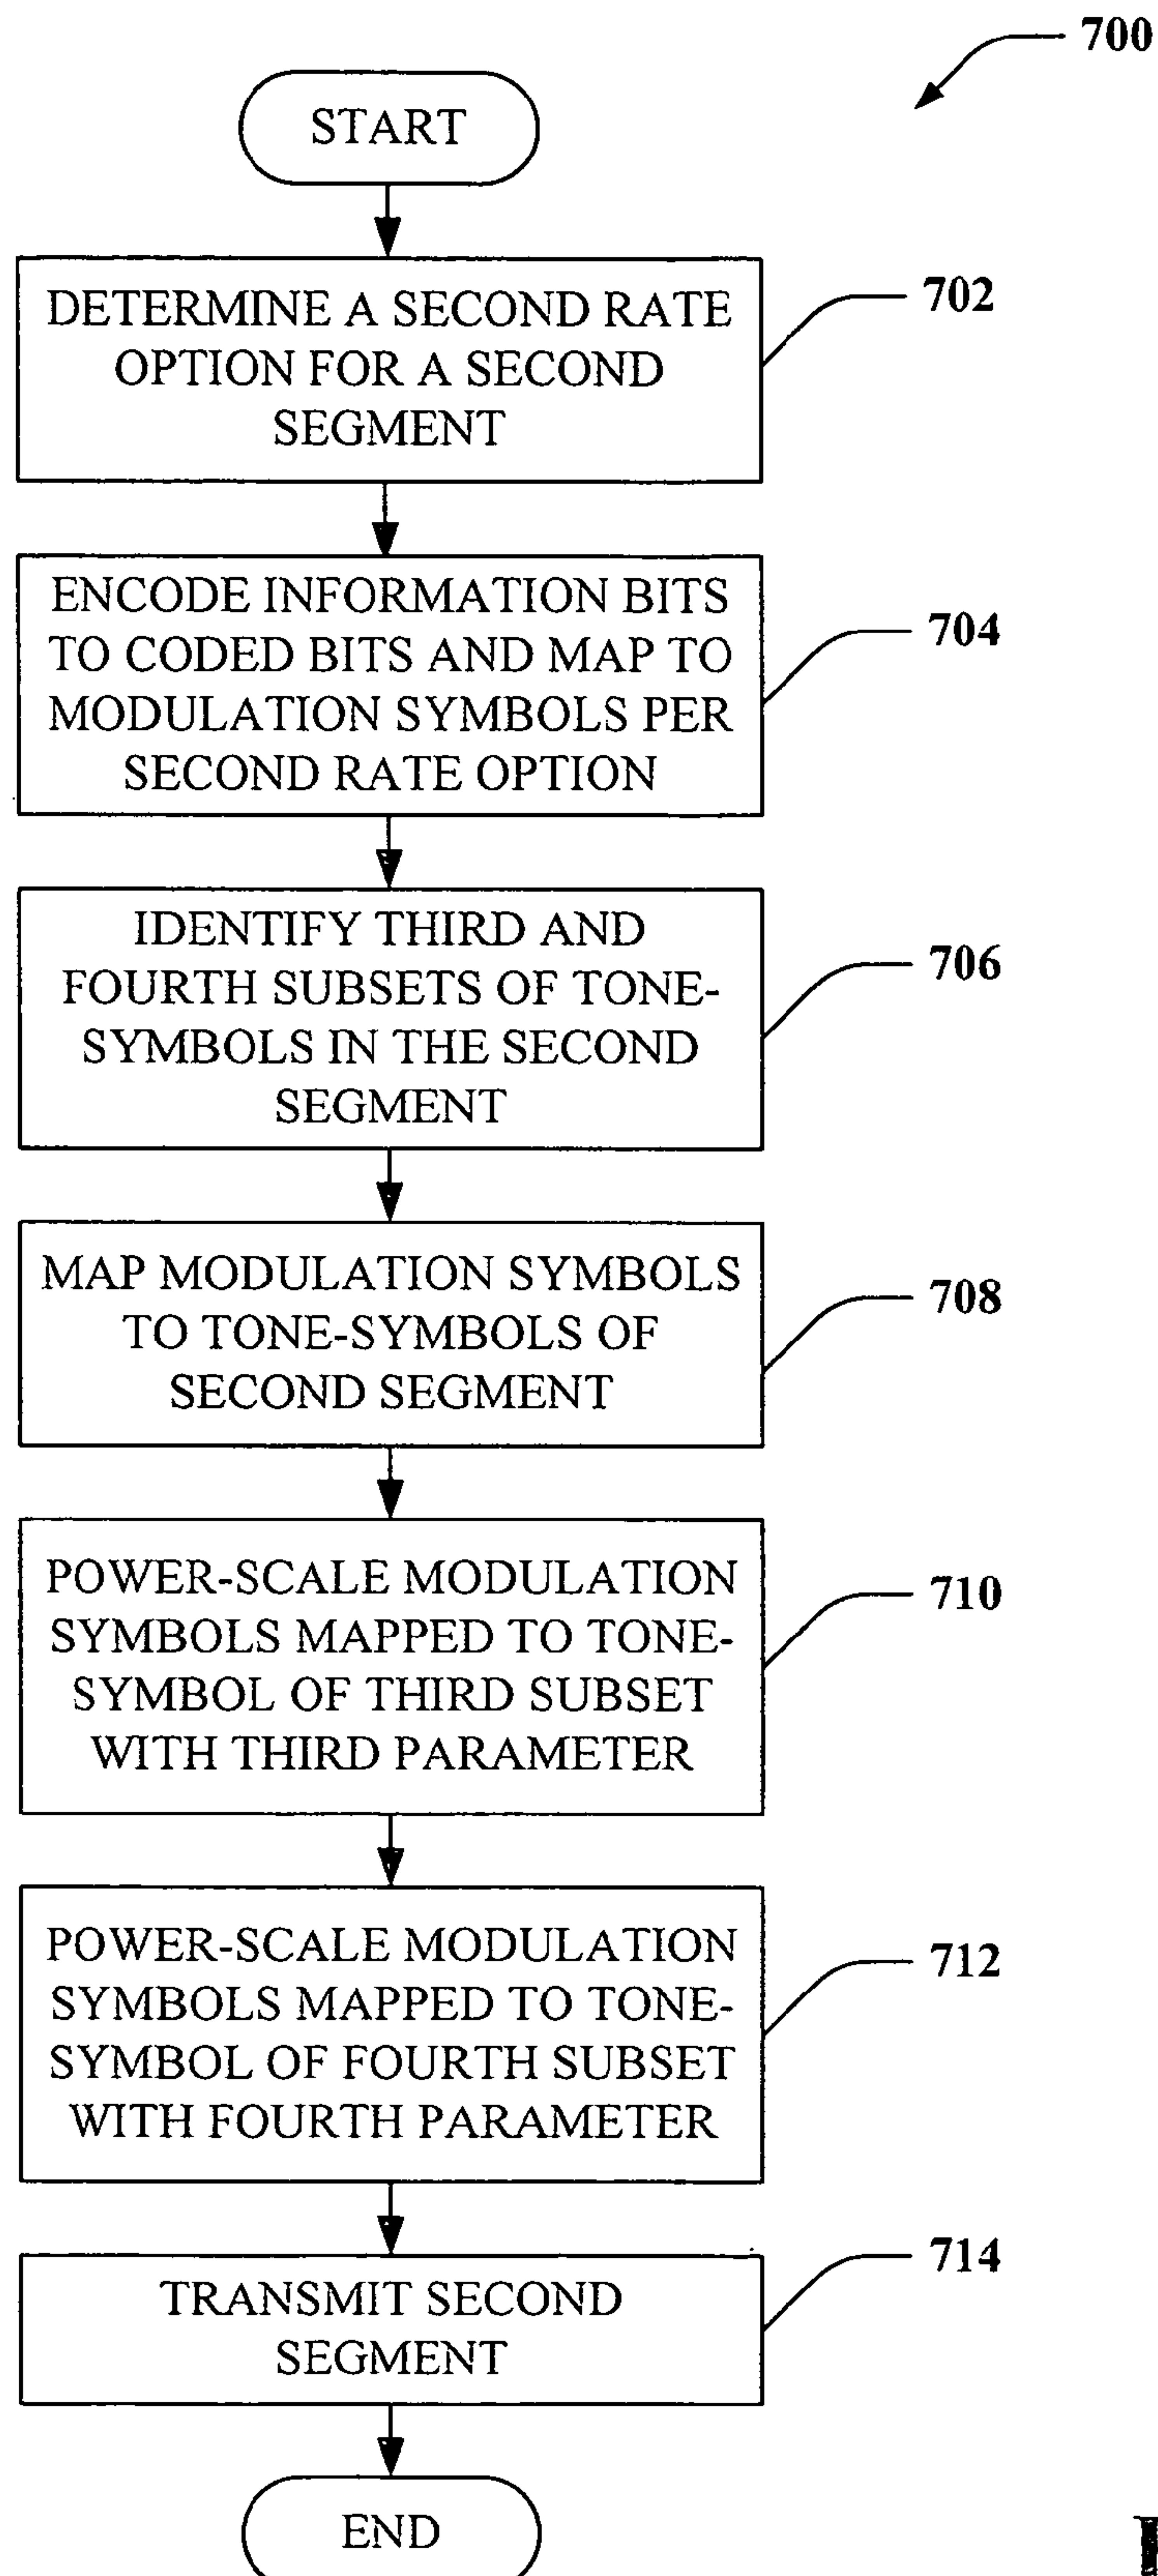 700
START
DETERMINE A SECOND RATE
OPTION FOR A SECOND
SEGMENT
702
ENCODE INFORMATION BITS
TO CODED BITS AND MAP TO
MODULATION SYMBOLS PER
SECOND RATE OPTION
704
IDENTIFY THIRD AND
FOURTH SUBSETS OF TONE-
SYMBOLS IN THE SECOND
SEGMENT
706
MAP MODULATION SYMBOLS
TO TONE-SYMBOLS OF
SECOND SEGMENT
708
POWER-SCALE MODULATION
SYMBOLS MAPPED TO TONE-
SYMBOL OF THIRD SUBSET
WITH THIRD PARAMETER
710
POWER-SCALE MODULATION
SYMBOLS MAPPED TO TONE-
SYMBOL OF FOURTH SUBSET
WITH FOURTH PARAMETER
712
TRANSMIT SECOND
SEGMENT
714
END